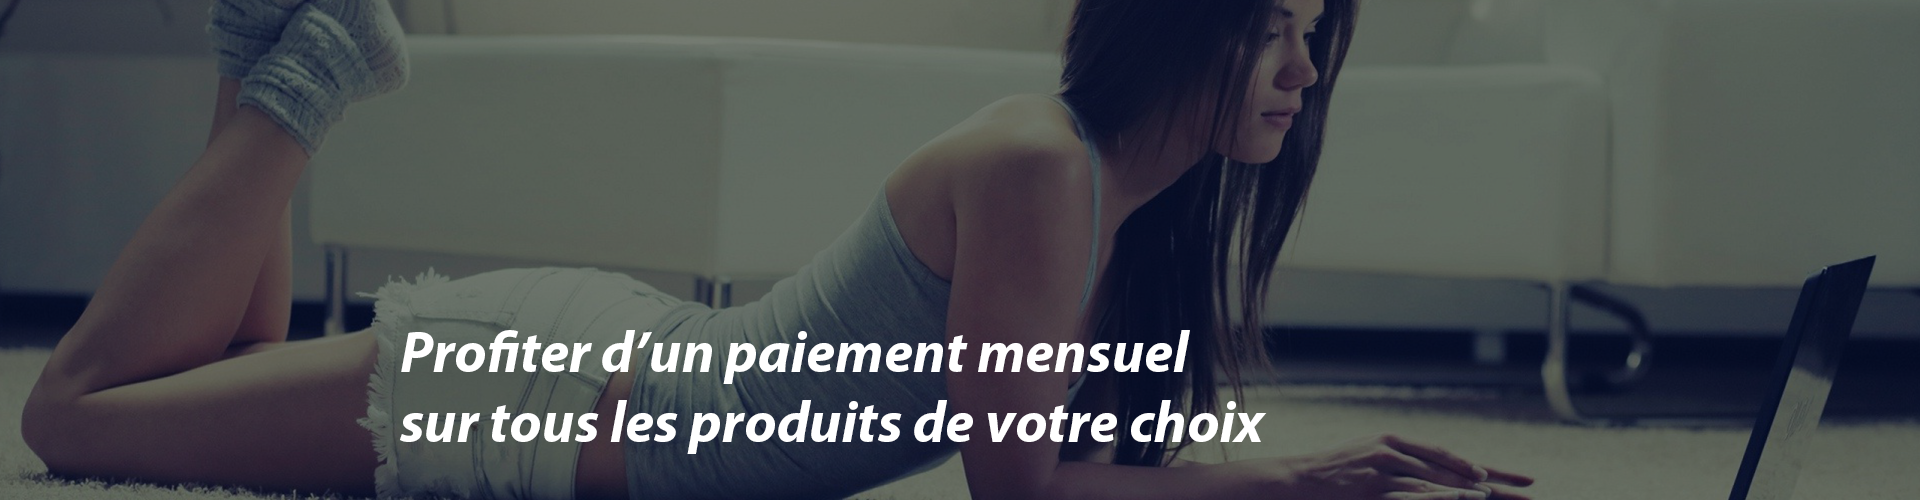 Profiter d’un paiement mensuel
sur tous les produits de votre choix